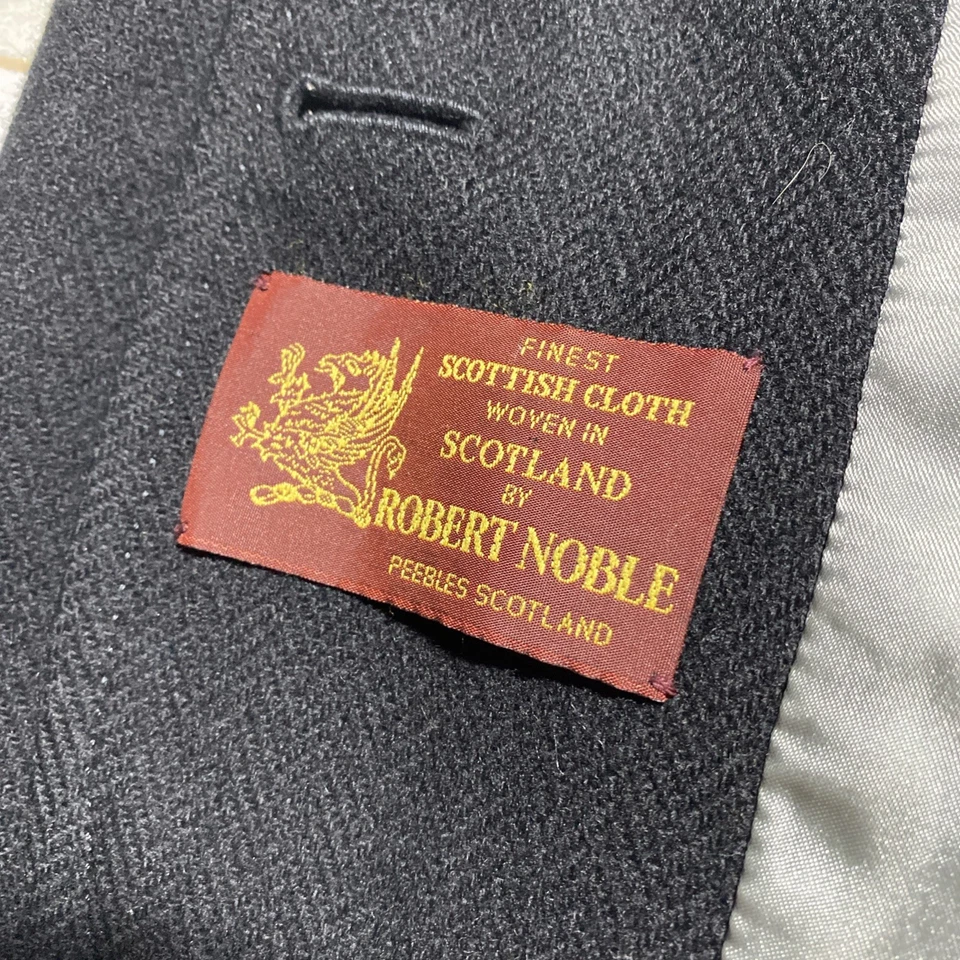 FINEST
SCOTTISH CLOTH
WOVEN IN
SCOTLAND
BY
ROBERT NOBLE
PEEBLES SCOTLAND